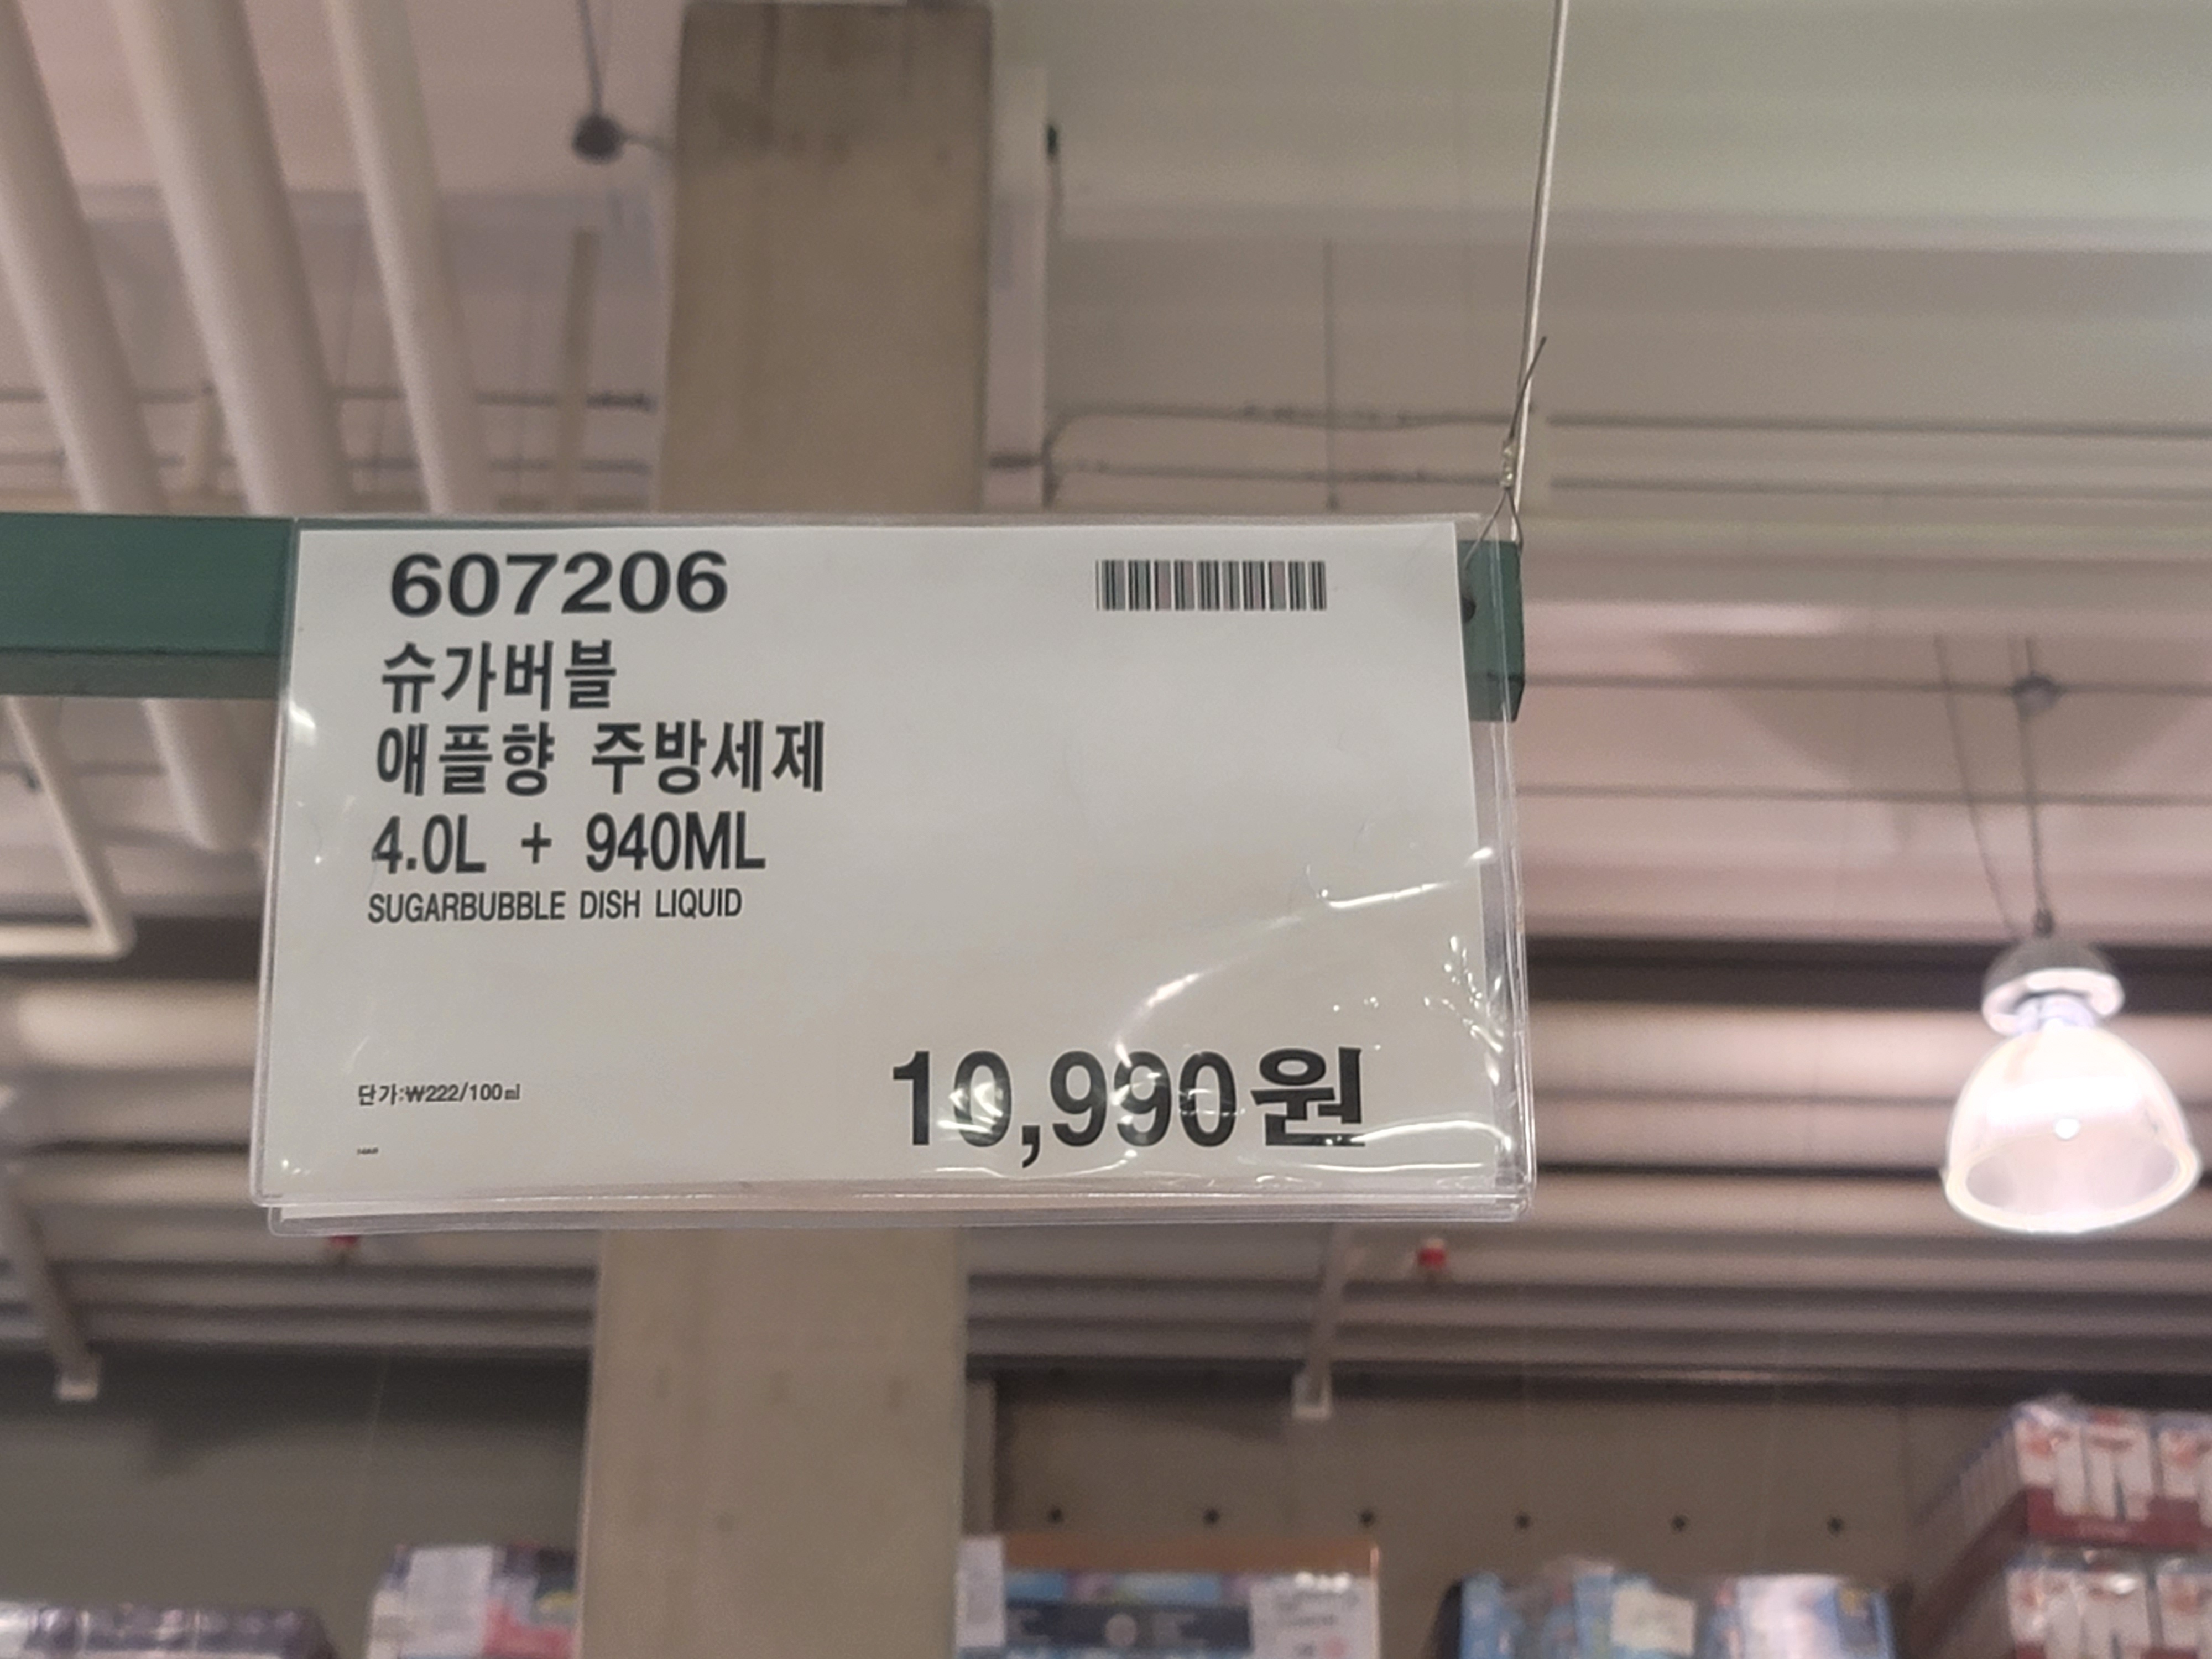 607206
슈가버블
애플향 주방세제
4.0L + 940ML
SUGARBUBBLE DISH LIQUID
10,990원
단가:₩222/100㎖